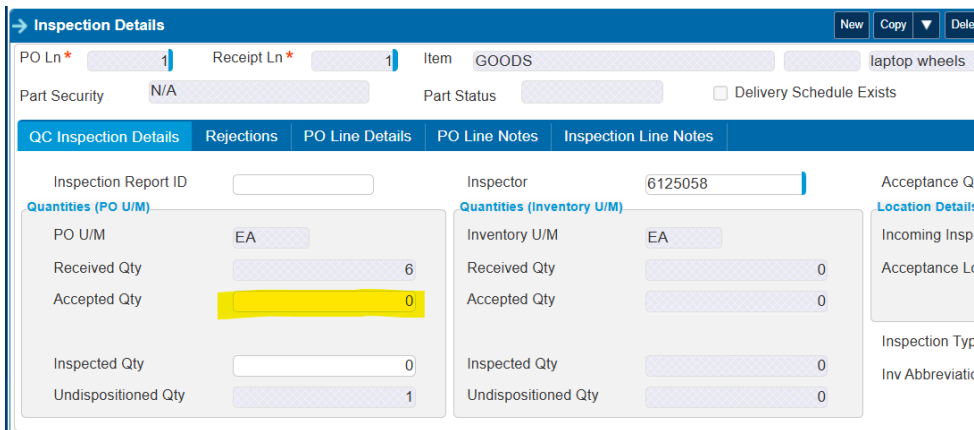 Inspection Details New Copy ▼ Dele
PO Ln * 1 Receipt Ln * 1 Item GOODS laptop wheels
Part Security N/A Part Status Delivery Schedule Exists
QC Inspection Details Rejections PO Line Details PO Line Notes Inspection Line Notes
Inspection Report ID Inspector 6125058 Acceptance Q
Quantities (PO U/M) Quantities (Inventory U/M) Location Details
PO U/M EA Inventory U/M EA Incoming Insp
Received Qty 6 Received Qty 0 Acceptance Lo
Accepted Qty 0 Accepted Qty 0
Inspection Typ
Inspected Qty 0 Inspected Qty 0
Inv Abbreviatio
Undispositioned Qty 1 Undispositioned Qty 0